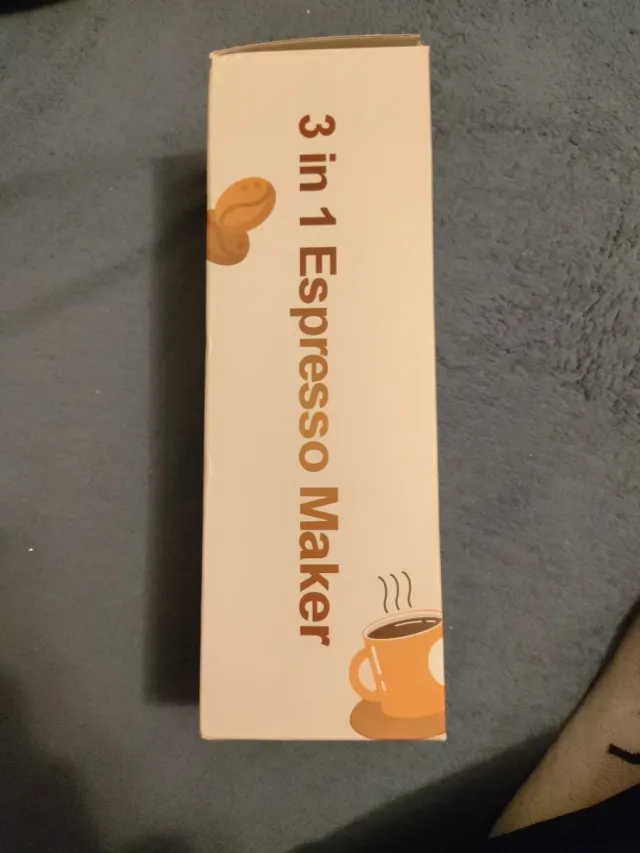 3 in 1 Espresso Maker